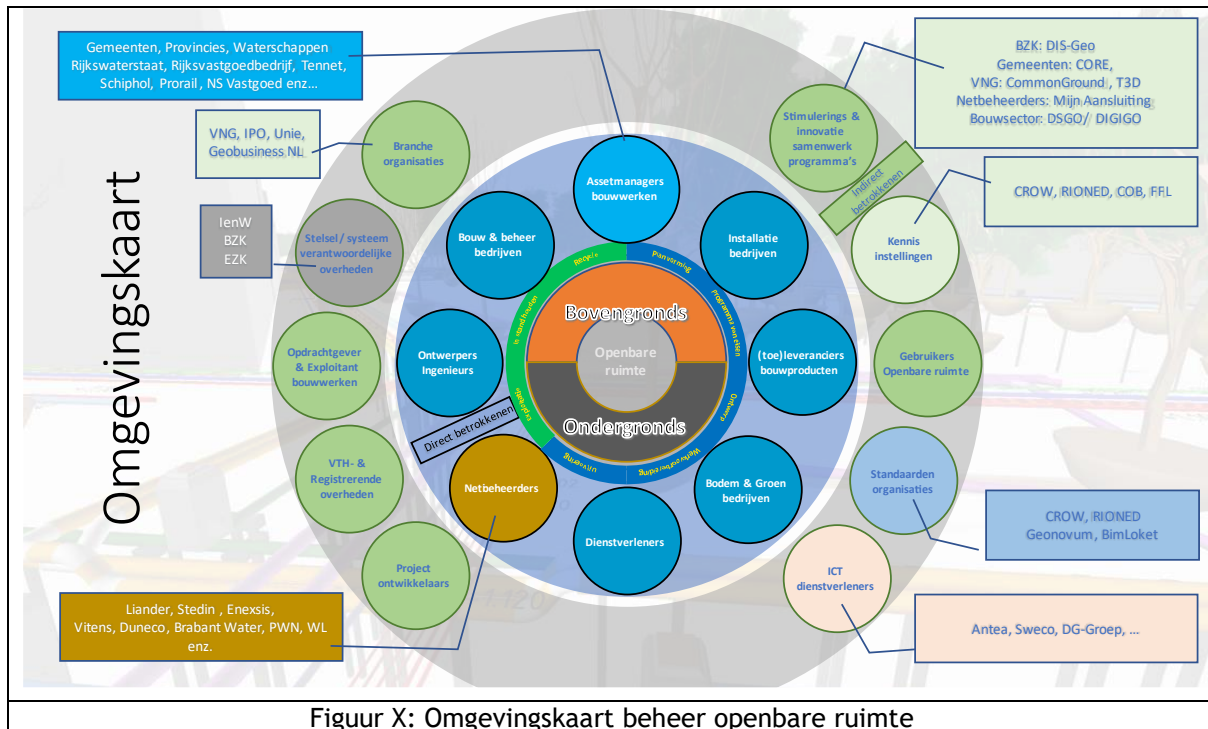 Omgevingskaart
Gemeenten, Provincies, Waterschappen
Rijkswaterstaat, Rijksvastgoedbedrijf, Tennet,
Schiphol, Prorail , NS Vastgoed enz...
VNG, IPO, Unie,
Geobusiness NL
IenW
BZK
EZK
BZK: DIS-Geo
Gemeenten: CORE,
VNG: CommonGround , T3D
Netbeheerders: Mijn Aansluiting
Bouwsector: DSGO/ DIGIGO
CROW, RIONED, COB, FFL
CROW, RIONED
Geonovum, BimLoket
Antea, Sweco, DG-Groep, ...
Liander, Stedin , Enexsis,
Vitens, Duneco, Brabant Water, PWN, WL
enz.
Branche
organisaties
Stelsel/ systeem
verantwoordelijke
overheden
Opdrachtgever
& Exploitant
bouwwerken
VTH- &
Registrerende
overheden
Project
ontwikkelaars
Stimulerings &
innovatie
samenwerk
programma's
Indirect
betrokkenen
Kennis
instellingen
Gebruikers
Openbare ruimte
Standaarden
organisaties
ICT
dienstverleners
Assetmanagers
bouwwerken
Installatie
bedrijven
(toe)leveranciers
bouwproducten
Bodem & Groen
bedrijven
Dienstverleners
Netbeheerders
Direct betrokkenen
Ontwerpers
Ingenieurs
Bouw & beheer
bedrijven
Planvorming
Ontwerp
Werkvoorbereiding
uitvoering
Bovengronds
Openbare
ruimte
Ondergronds
1.120
Figuur X: Omgevingskaart beheer openbare ruimte